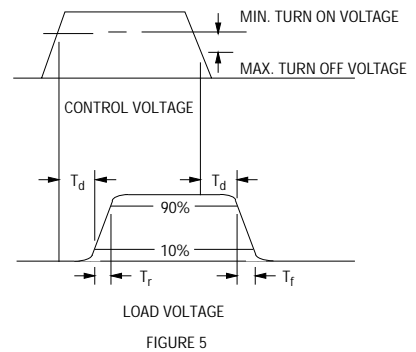 MIN. TURN ON VOLTAGE
MAX. TURN OFF VOLTAGE
CONTROL VOLTAGE
Td
Td
90%
10%
Tr
Tf
LOAD VOLTAGE
FIGURE 5